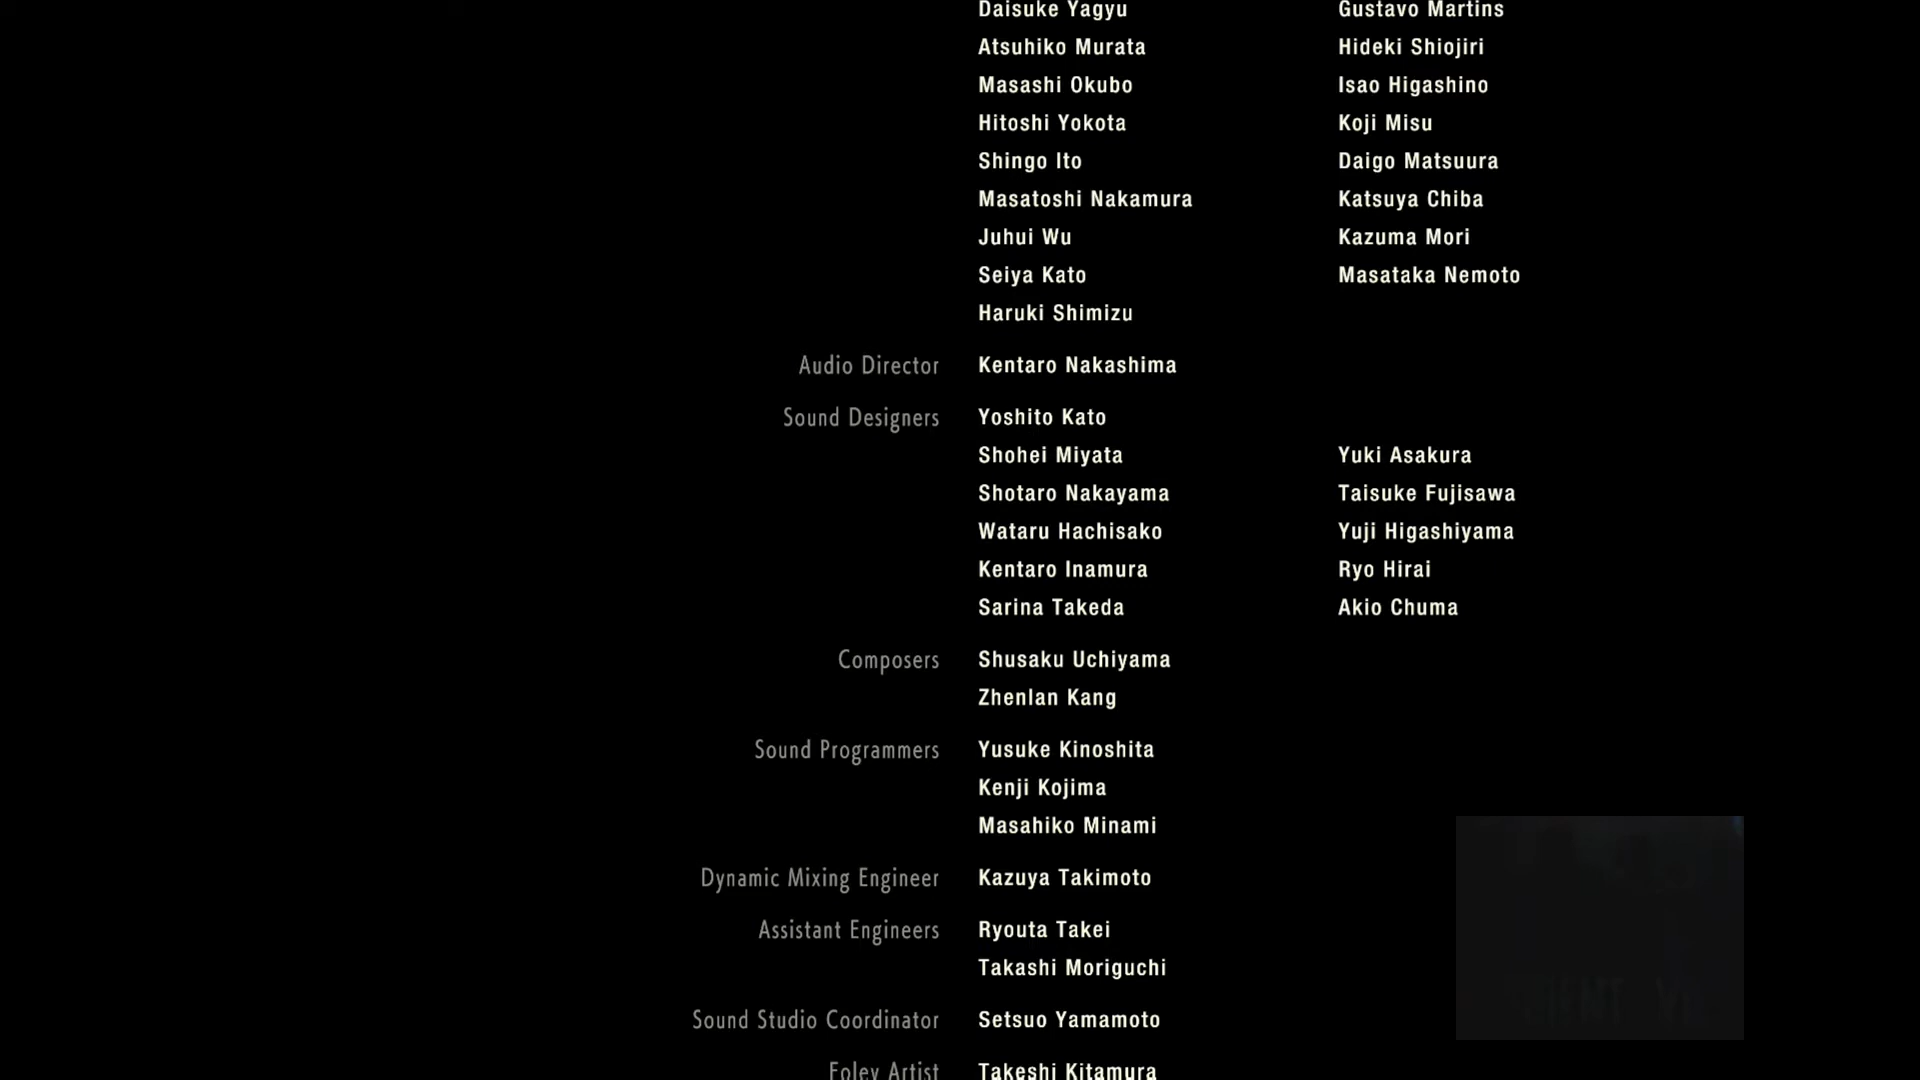 Daisuke Yagyu Gustavo Martins
Atsuhiko Murata Hideki Shiojiri
Masashi Okubo Isao Higashino
Hitoshi Yokota Koji Misu
Shingo Ito Daigo Matsuura
Masatoshi Nakamura Katsuya Chiba
Juhui Wu Kazuma Mori
Seiya Kato Masataka Nemoto
Haruki Shimizu
Audio Director Kentaro Nakashima
Sound Designers Yoshito Kato
Shohei Miyata Yuki Asakura
Shotaro Nakayama Taisuke Fujisawa
Wataru Hachisako Yuji Higashiyama
Kentaro Inamura Ryo Hirai
Sarina Takeda Akio Chuma
Composers Shusaku Uchiyama
Zhenlan Kang
Sound Programmers Yusuke Kinoshita
Kenji Kojima
Masahiko Minami
Dynamic Mixing Engineer Kazuya Takimoto
Assistant Engineers Ryouta Takei
Takashi Moriguchi
Sound Studio Coordinator Setsuo Yamamoto
Foley Artist Takeshi Kitamura